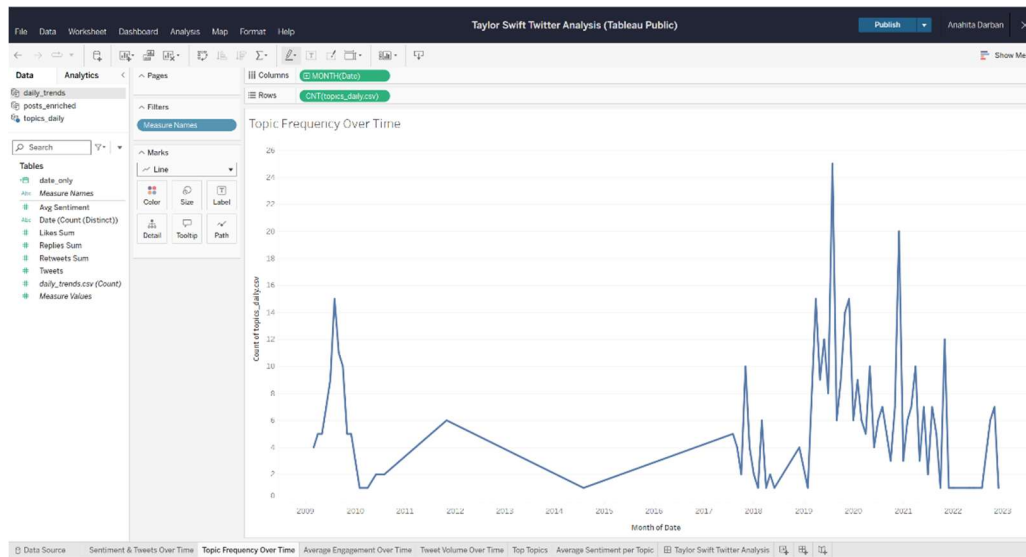 Taylor Swift Twitter Analysis (Tableau Public)
Publish
Anahita Darban
File Data Worksheet Dashboard Analysis Map Format Help
Show Me
Data Analytics
daily_trends
posts_enriched
topics_daily
Search
Tables
date_only
Abc Measure Names
# Avg Sentiment
Abc Date (Count (Distinct))
# Likes Sum
# Replies Sum
# Retweets Sum
# Tweets
# daily_trends.csv (Count)
# Measure Values
Pages
Filters
Measure Names
Marks
Line
Color Size Label
Detail Tooltip Path
Columns MONTH(Date)
Rows CNT(topics_daily.csv)
Topic Frequency Over Time
Count of topics_daily.csv
26
24
22
20
18
16
14
12
10
8
6
4
2
0
2009 2010 2011 2012 2013 2014 2015 2016 2017 2018 2019 2020 2021 2022 2023
Month of Date
Data Source Sentiment & Tweets Over Time Topic Frequency Over Time Average Engagement Over Time Tweet Volume Over Time Top Topics Average Sentiment per Topic Taylor Swift Twitter Analysis